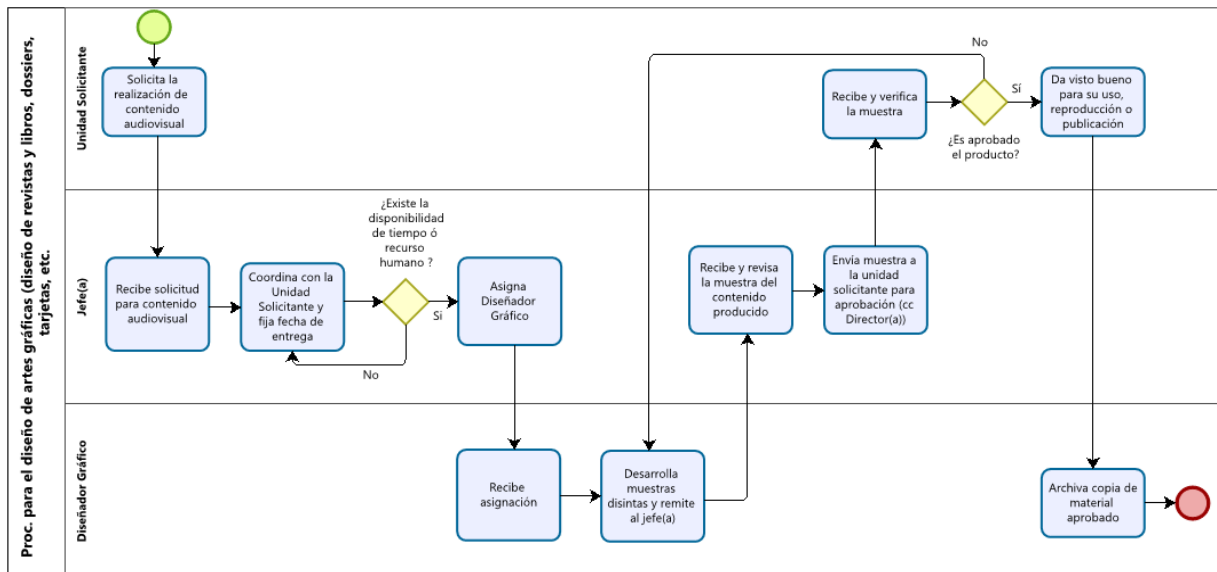 Proc. para el diseño de artes gráficas (diseño de revistas y libros, dossiers,
tarjetas, etc.
Unidad Solicitante
Solicita la
realización de
contenido
audiovisual
Recibe y verifica
la muestra
No
¿Es aprobado
el producto?
Sí
Da visto bueno
para su uso,
reproducción o
publicación
Jefe(a)
Recibe solicitud
para contenido
audiovisual
Coordina con la
Unidad
Solicitante y
fija fecha de
entrega
¿Existe la
disponibilidad
de tiempo ó
recurso
humano ?
Si
No
Asigna
Diseñador
Gráfico
Recibe y revisa
la muestra del
contenido
producido
Envía muestra a
la unidad
solicitante para
aprobación (cc
Director(a))
Diseñador Gráfico
Recibe
asignación
Desarrolla
muestras
disintas y remite
al jefe(a)
Archiva copia de
material
aprobado